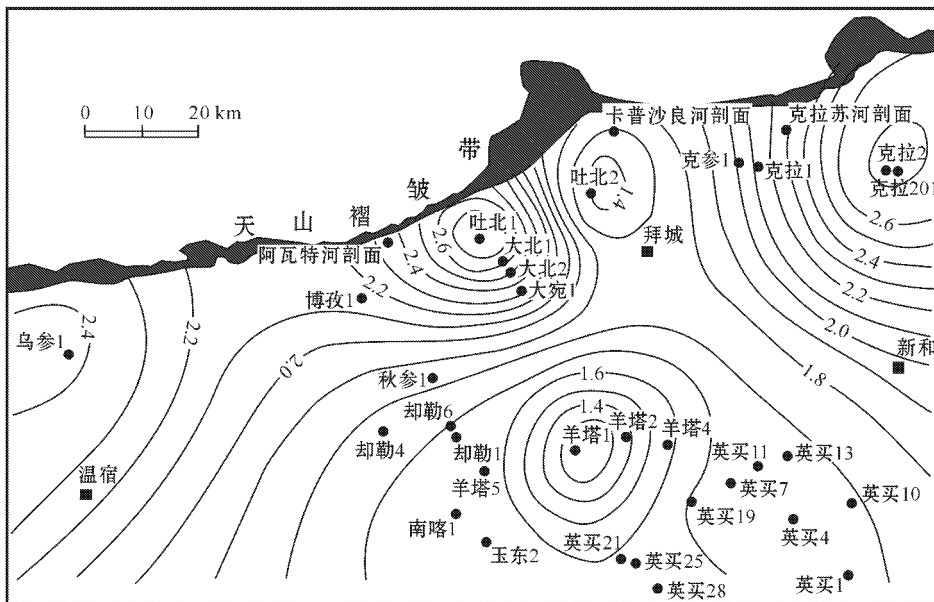 0 10 20 km
天山褶皱带
卡普沙良河剖面
克拉苏河剖面
克参1
克拉1
克拉2
克拉201
吐北2
1.4
2.6
吐北1
2.6
拜城
大北1
阿瓦特河剖面
2.4
2.4
大北2
2.2
2.2
大宛1
博孜1
2.4
2.2
2.0
乌参1
新和
2.0
秋参1
1.6
1.8
却勒6
1.4
羊塔2
羊塔4
却勒4
却勒1
羊塔1
英买11
英买13
温宿
羊塔5
英买7
英买10
南喀1
英买19
英买4
玉东2
英买21
英买25
英买1
英买28